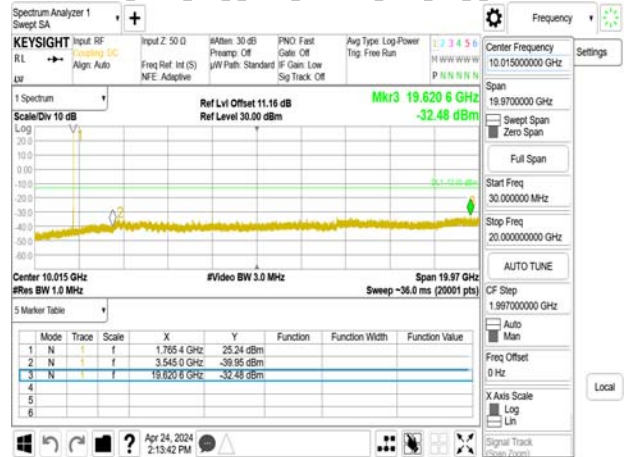 Spectrum Analyzer 1
Swept SA
Frequency
KEYSIGHT
Input: RF
Input Z: 50 Ω
#Atten: 30 dB
PNO: Fast
Avg Type: Log-Power
1 2 3 4 5 6
RL
Coupling: DC
Preamp: Off
Gate: Off
Trig: Free Run
M w w w w w
Align: Auto
Freq Ref: Int (S)
µW Path: Standard
IF Gain: Low
NFE: Adaptive
Sig Track: Off
P N N N N N
1 Spectrum
Ref Lvl Offset 11.16 dB
Mkr3 19.620 6 GHz
Scale/Div 10 dB
Ref Level 30.00 dBm
-32.48 dBm
Log
20.0
10.0
0.00
-10.0
-20.0
-30.0
-40.0
-50.0
-60.0
1
2
Center 10.015 GHz
#Video BW 3.0 MHz
Span 19.97 GHz
#Res BW 1.0 MHz
Sweep ~36.0 ms (20001 pts)
5 Marker Table
Mode Trace Scale X Y Function Function Width Function Value
1 N 1 f 1.765 4 GHz 25.24 dBm
2 N 1 f 3.545 0 GHz -39.95 dBm
3 N 1 f 19.620 6 GHz -32.48 dBm
4
5
6
Apr 24, 2024
2:13:42 PM
Center Frequency
10.015000000 GHz
Settings
Span
19.9700000 GHz
Swept Span
Zero Span
Full Span
Start Freq
30.000000 MHz
Stop Freq
20.000000000 GHz
AUTO TUNE
CF Step
1.997000000 GHz
Auto
Man
Freq Offset
0 Hz
X Axis Scale
Log
Lin
Signal Track
(Span Zoom)
Local